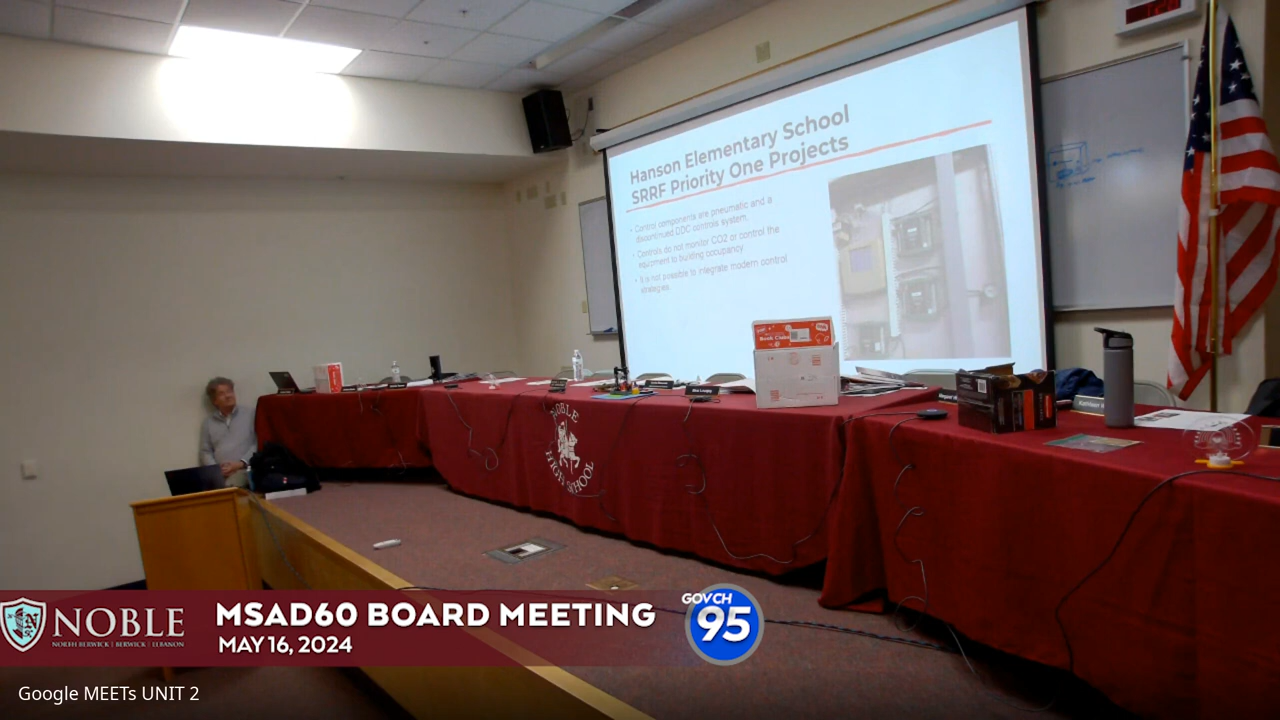 Hanson Elementary School
SRRF Priority One Projects
• Control components are pneumatic and a
discontinued DDC controls system.
• Controls do not monitor CO2 or control the
equipment to building occupancy
• It is not possible to integrate modern control
strategies.
Book Clubs
NOBLE
HIGH SCHOOL
NOBLE
NORTH BERWICK | BERWICK | LEBANON
MSAD60 BOARD MEETING
MAY 16, 2024
GOV CH
95
Google MEETs UNIT 2